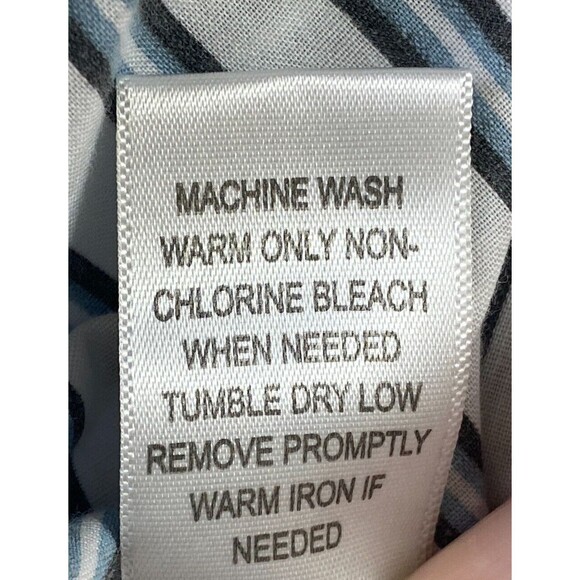 MACHINE WASH
WARM ONLY NON-
CHLORINE BLEACH
WHEN NEEDED
TUMBLE DRY LOW
REMOVE PROMPTLY
WARM IRON IF
NEEDED